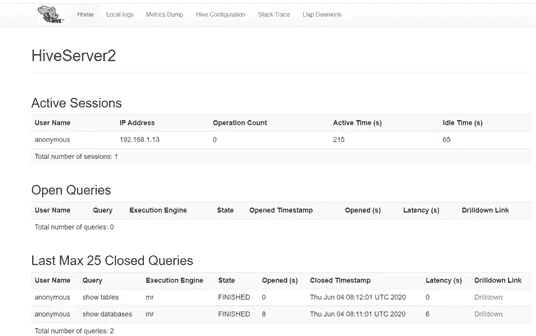 HIVE
Home Local logs Metrics Dump Hive Configuration Stack Trace Llap Daemons
HiveServer2
Active Sessions
User Name IP Address Operation Count Active Time (s) Idle Time (s)
anonymous 192.168.1.13 0 215 65
Total number of sessions: 1
Open Queries
User Name Query Execution Engine State Opened Timestamp Opened (s) Latency (s) Drilldown Link
Total number of queries: 0
Last Max 25 Closed Queries
User Name Query Execution Engine State Opened (s) Closed Timestamp Latency (s) Drilldown Link
anonymous show tables mr FINISHED 0 Thu Jun 04 08:12:01 UTC 2020 0 Drilldown
anonymous show databases mr FINISHED 8 Thu Jun 04 08:11:01 UTC 2020 6 Drilldown
Total number of queries: 2